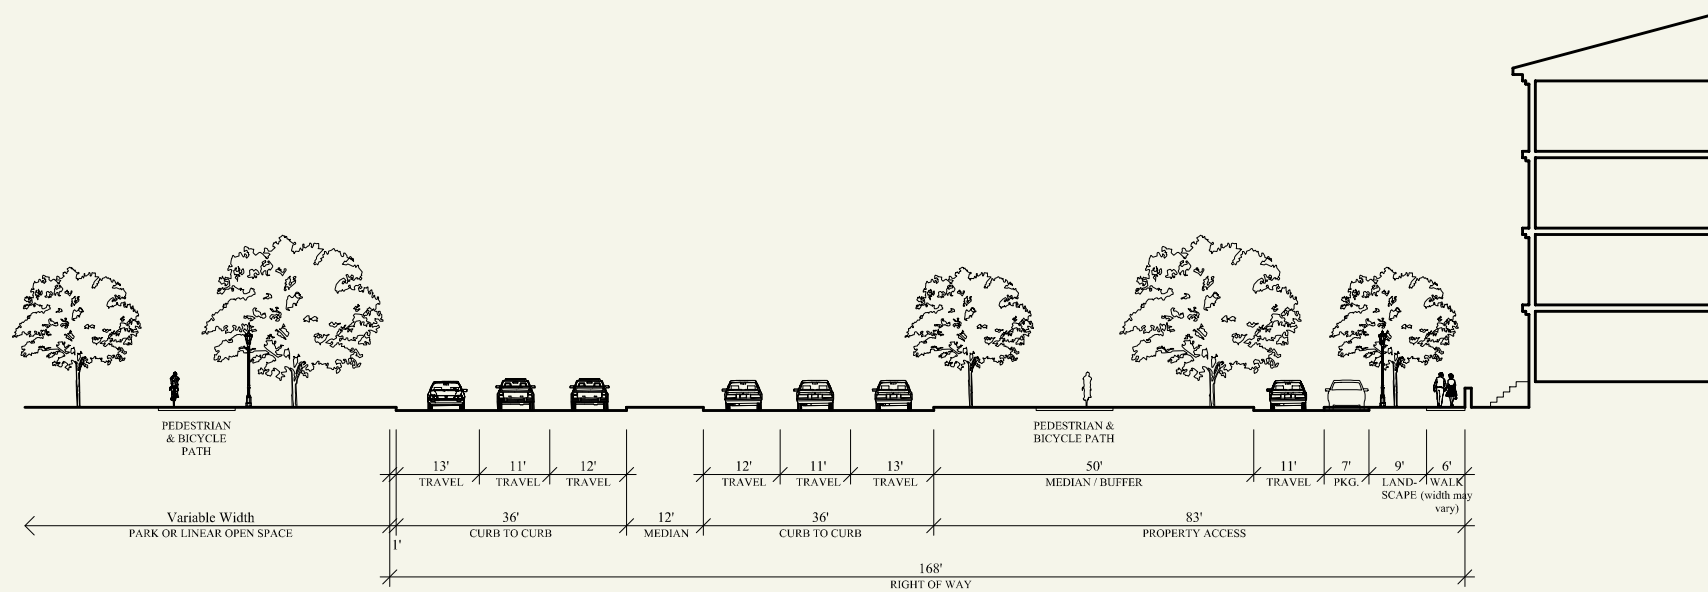 PEDESTRIAN
& BICYCLE
PATH
PEDESTRIAN &
BICYCLE PATH
13' 11' 12' 12' 11' 13' 50' 11' 7' 9' 6'
TRAVEL TRAVEL TRAVEL TRAVEL TRAVEL TRAVEL MEDIAN / BUFFER TRAVEL PKG. LAND- WALK
SCAPE (width may
vary)
Variable Width 36' 12' 36' 83'
PARK OR LINEAR OPEN SPACE CURB TO CURB MEDIAN CURB TO CURB PROPERTY ACCESS
1'
168'
RIGHT OF WAY